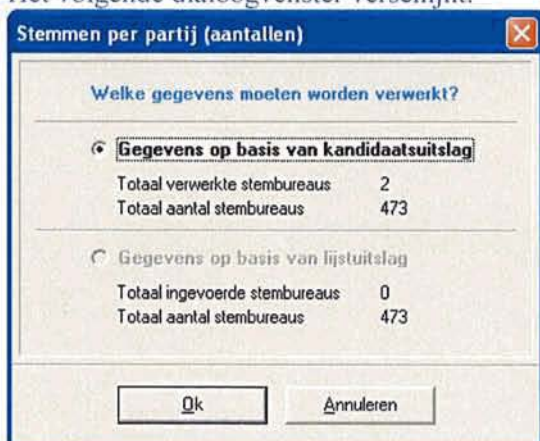 Het volgende dialoogvenster verschijnt:
Stemmen per partij (aantallen)
Welke gegevens moeten worden verwerkt?
Gegevens op basis van kandidaatsuitslag
Totaal verwerkte stembureaus 2
Totaal aantal stembureaus 473
Gegevens op basis van lijstuitslag
Totaal ingevoerde stembureaus 0
Totaal aantal stembureaus 473
Ok Annuleren